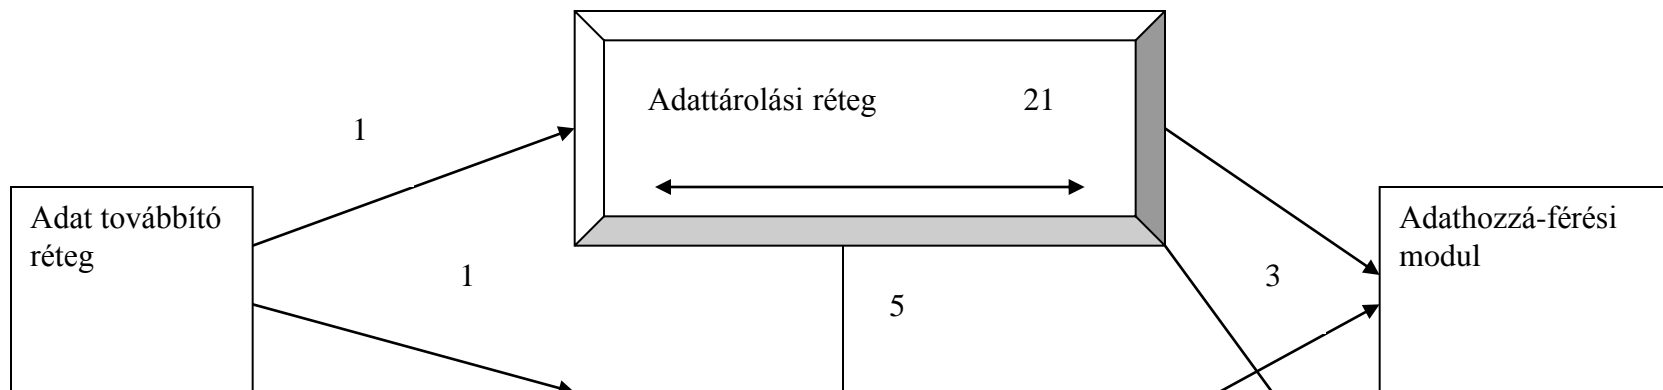 Adattárolási réteg 21
1
Adat továbbító
réteg
Adathozzá-férési
modul
1
3
5